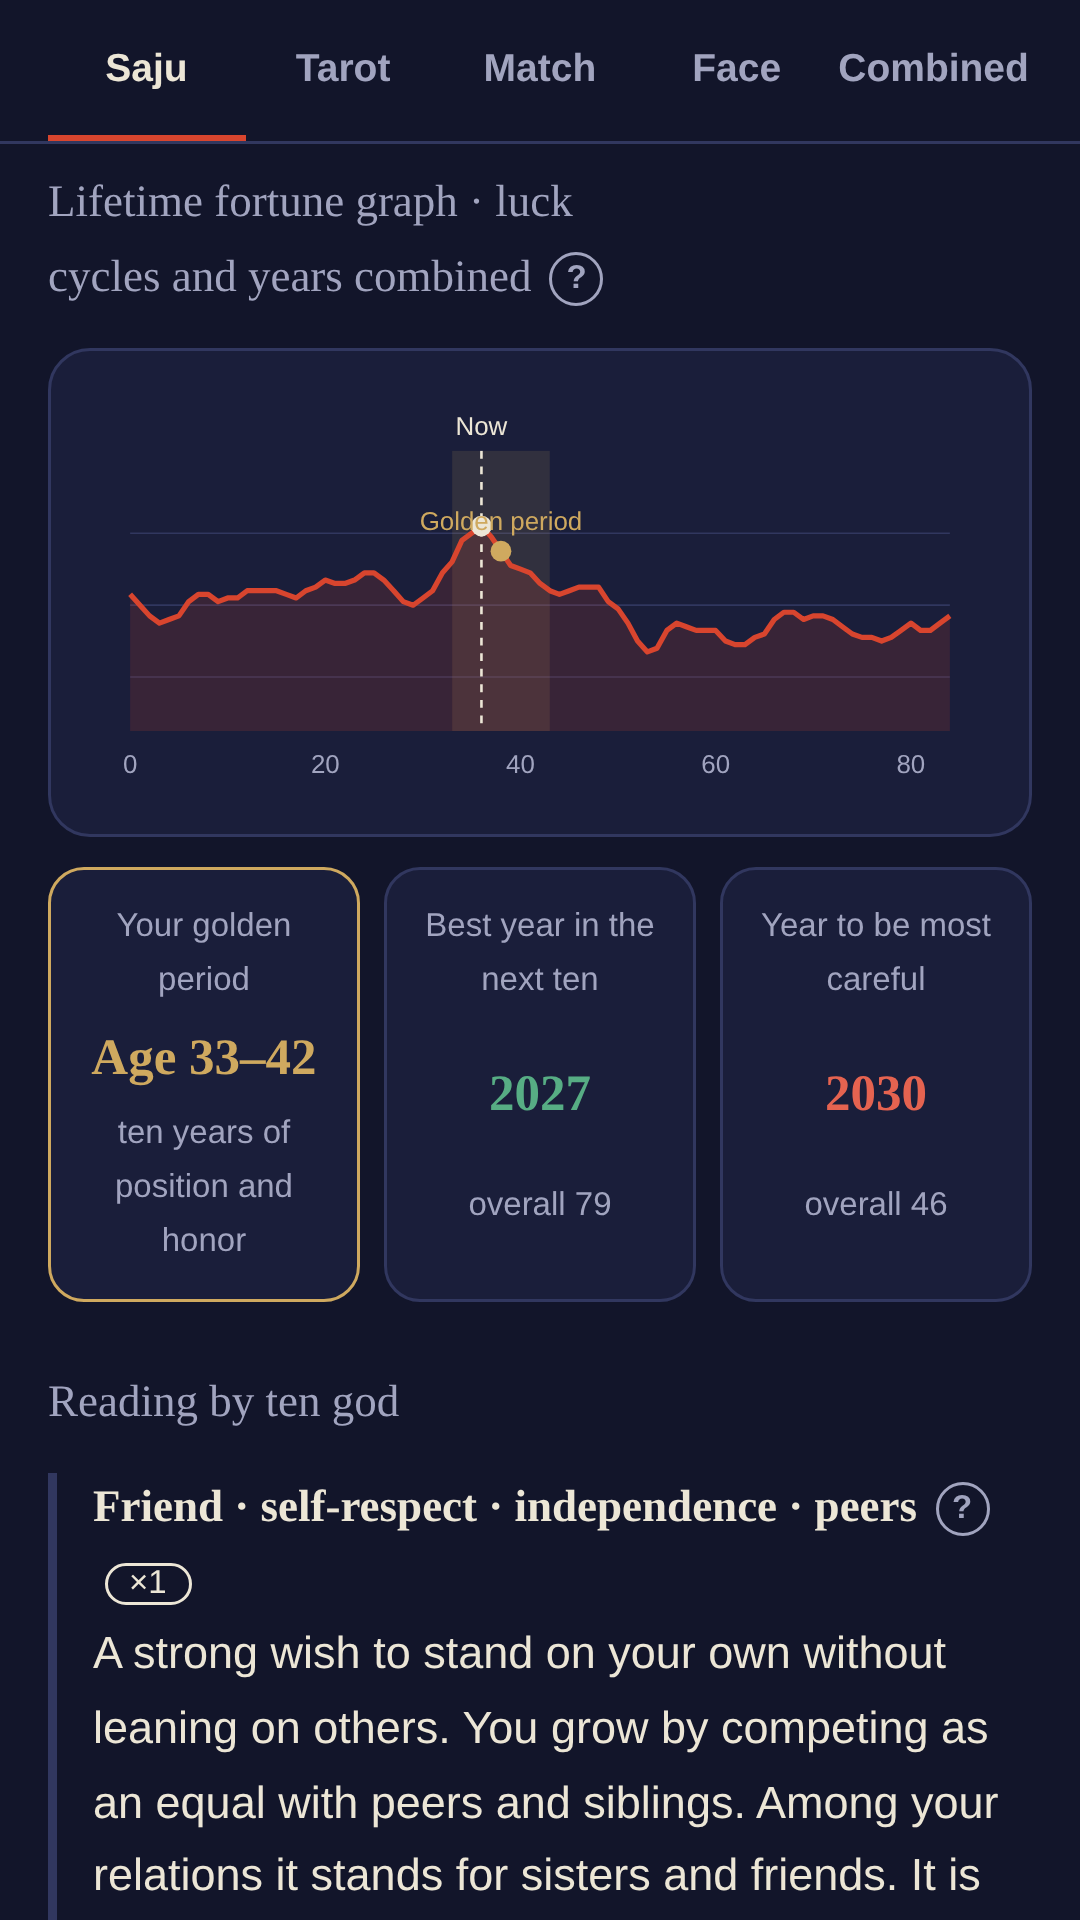 Saju Tarot Match Face Combined
Lifetime fortune graph · luck
cycles and years combined ?
Now
Golden period
0 20 40 60 80
Your golden
period
Age 33–42
ten years of
position and
honor
Best year in the
next ten
2027
overall 79
Year to be most
careful
2030
overall 46
Reading by ten god
Friend · self-respect · independence · peers ?
×1
A strong wish to stand on your own without
leaning on others. You grow by competing as
an equal with peers and siblings. Among your
relations it stands for sisters and friends. It is